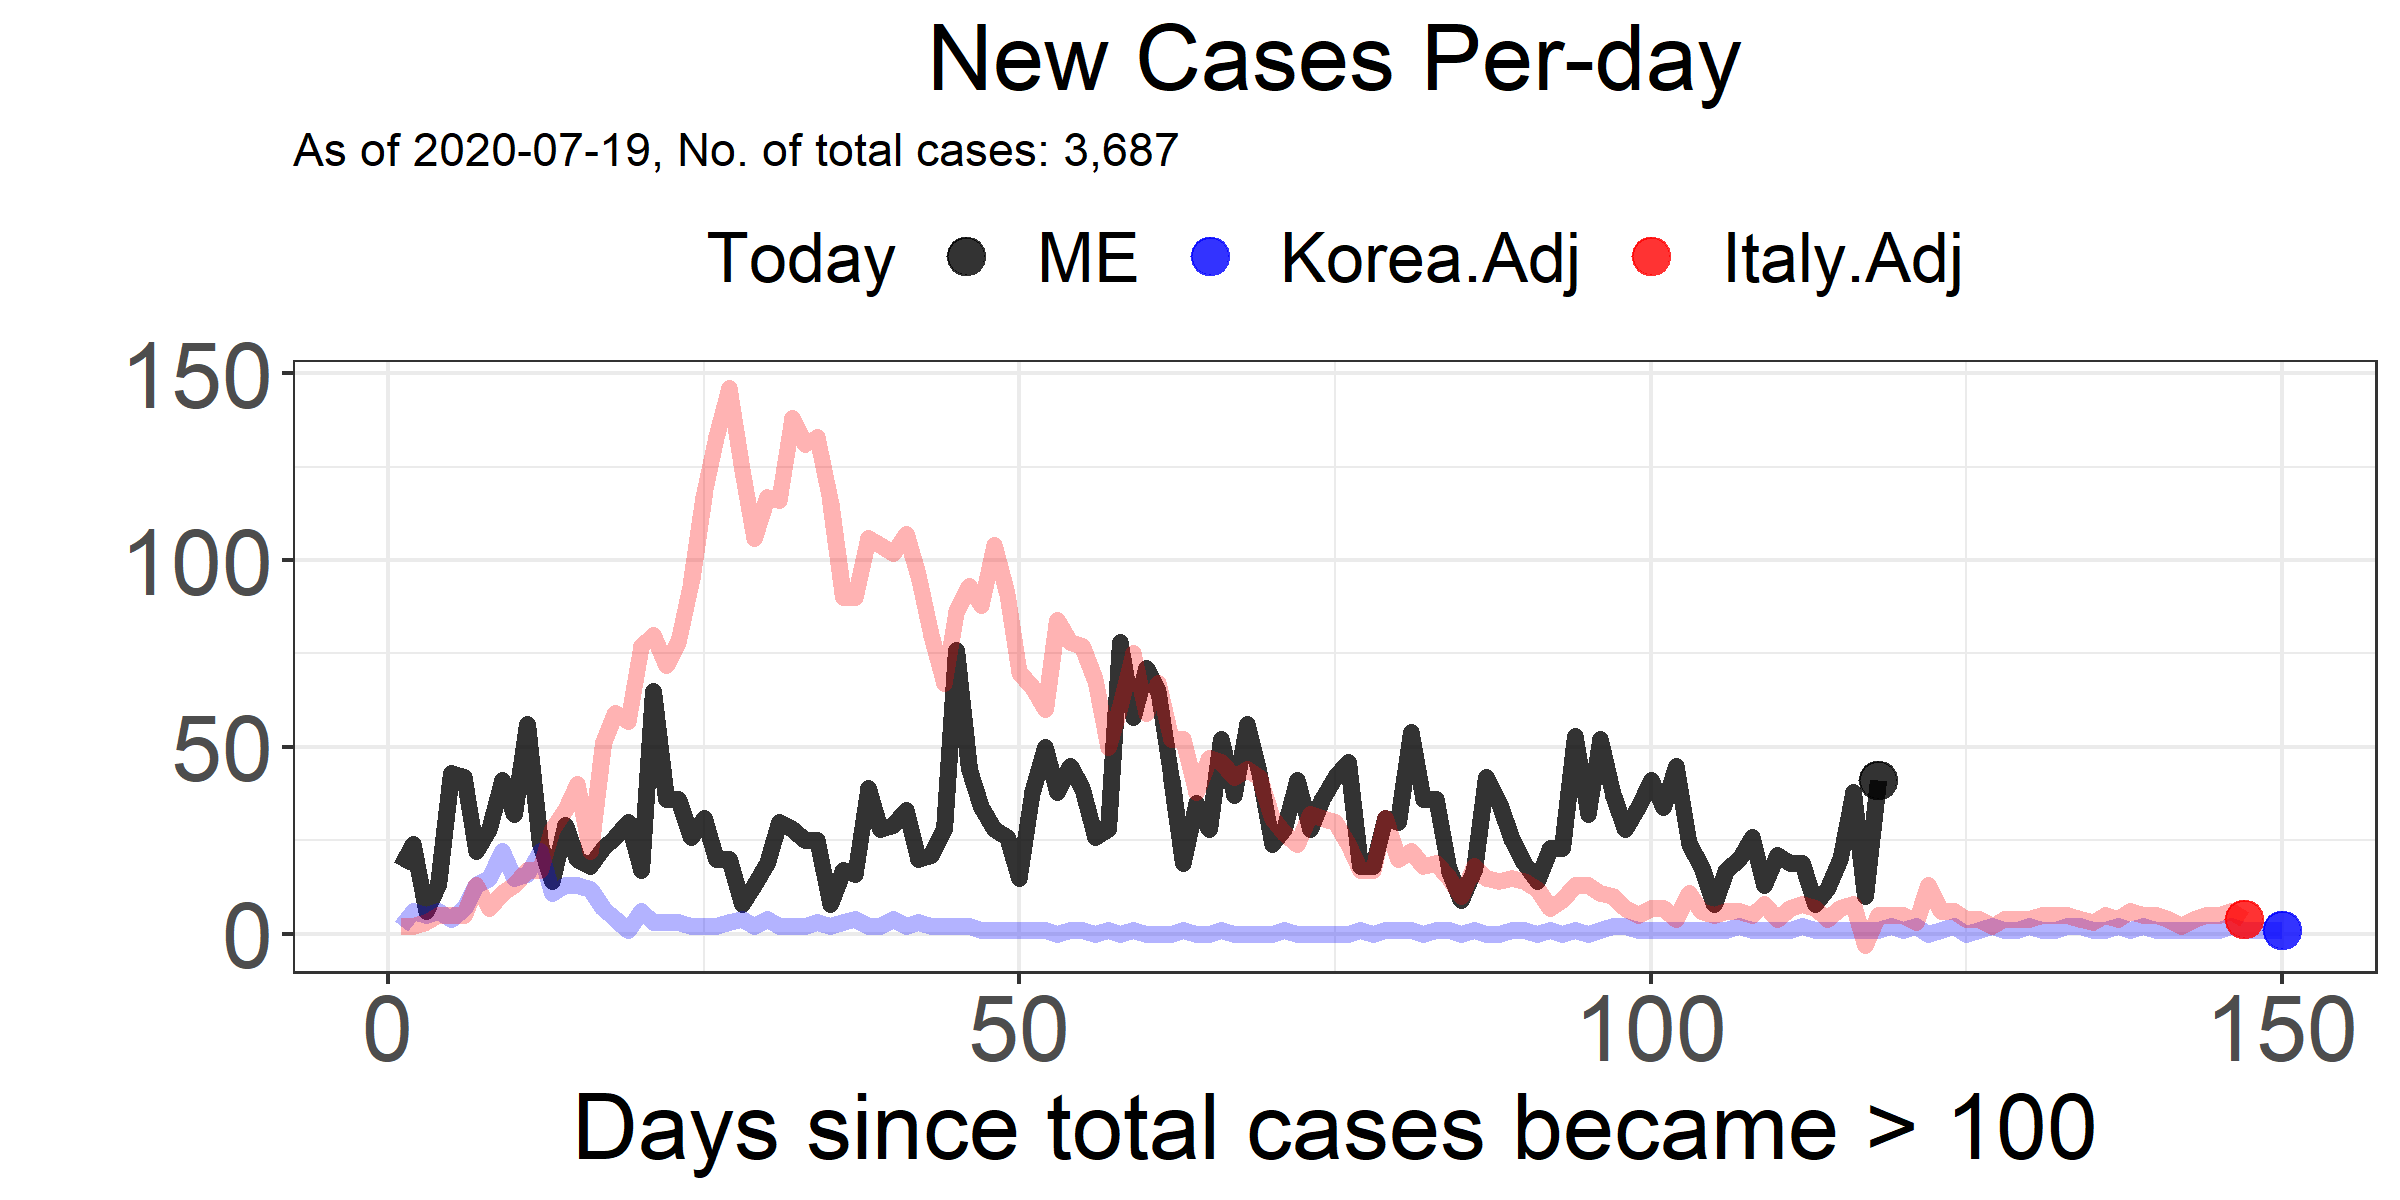 New Cases Per-day
As of 2020-07-19, No. of total cases: 3,687
Today ME Korea.Adj Italy.Adj
150
100
50
0
0 50 100 150
Days since total cases became > 100